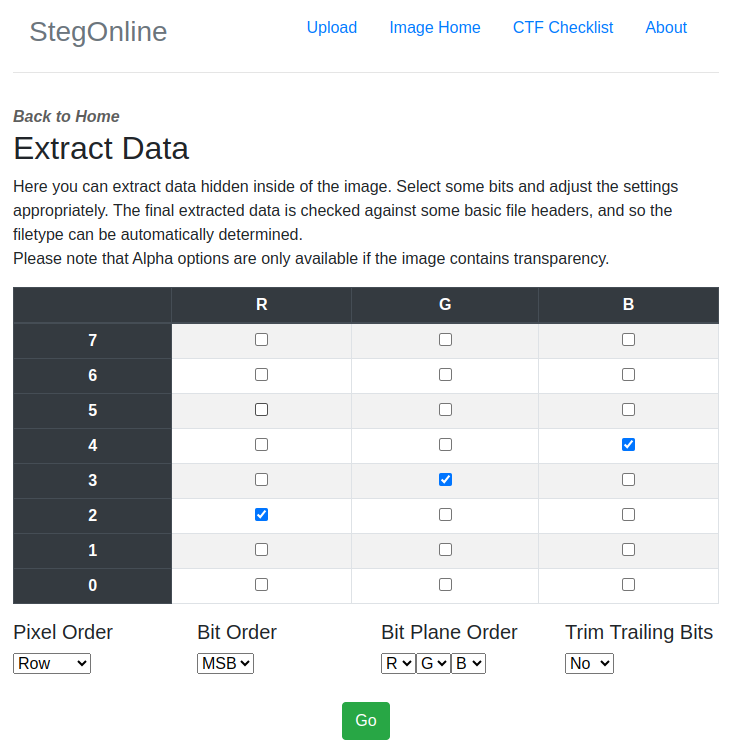 StegOnline
Upload Image Home CTF Checklist About
Back to Home
Extract Data
Here you can extract data hidden inside of the image. Select some bits and adjust the settings
appropriately. The final extracted data is checked against some basic file headers, and so the
filetype can be automatically determined.
Please note that Alpha options are only available if the image contains transparency.
R G B
7
6
5
4
3
2
1
0
Pixel Order Bit Order Bit Plane Order Trim Trailing Bits
Row MSB R G B No
Go